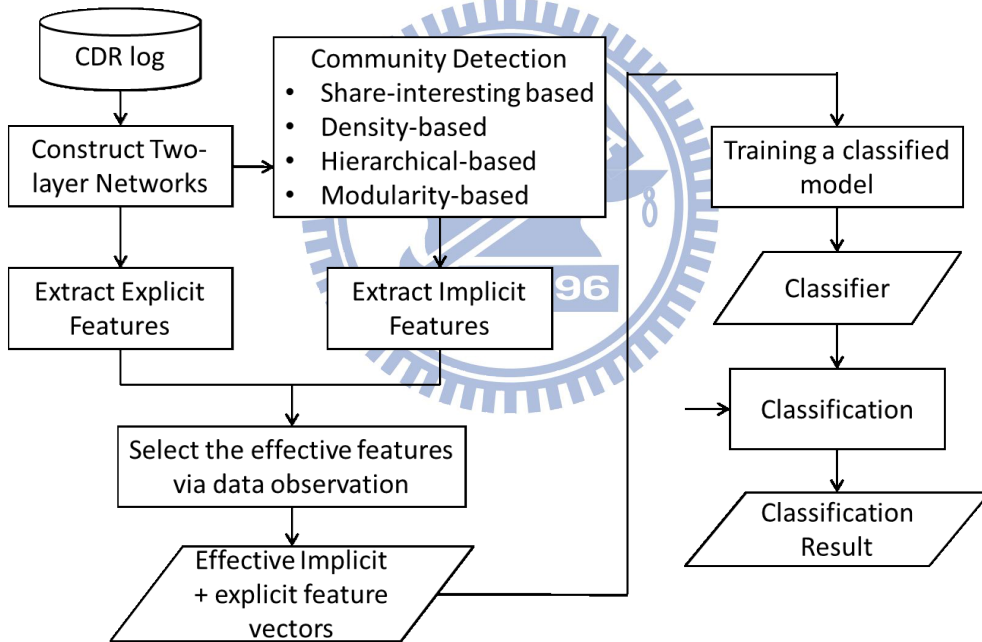 CDR log
Construct Two-
layer Networks
Community Detection
• Share-interesting based
• Density-based
• Hierarchical-based
• Modularity-based
Extract Explicit
Features
Extract Implicit
Features
96
Select the effective features
via data observation
Effective Implicit
+ explicit feature
vectors
Training a classified
model
Classifier
Classification
Classification
Result